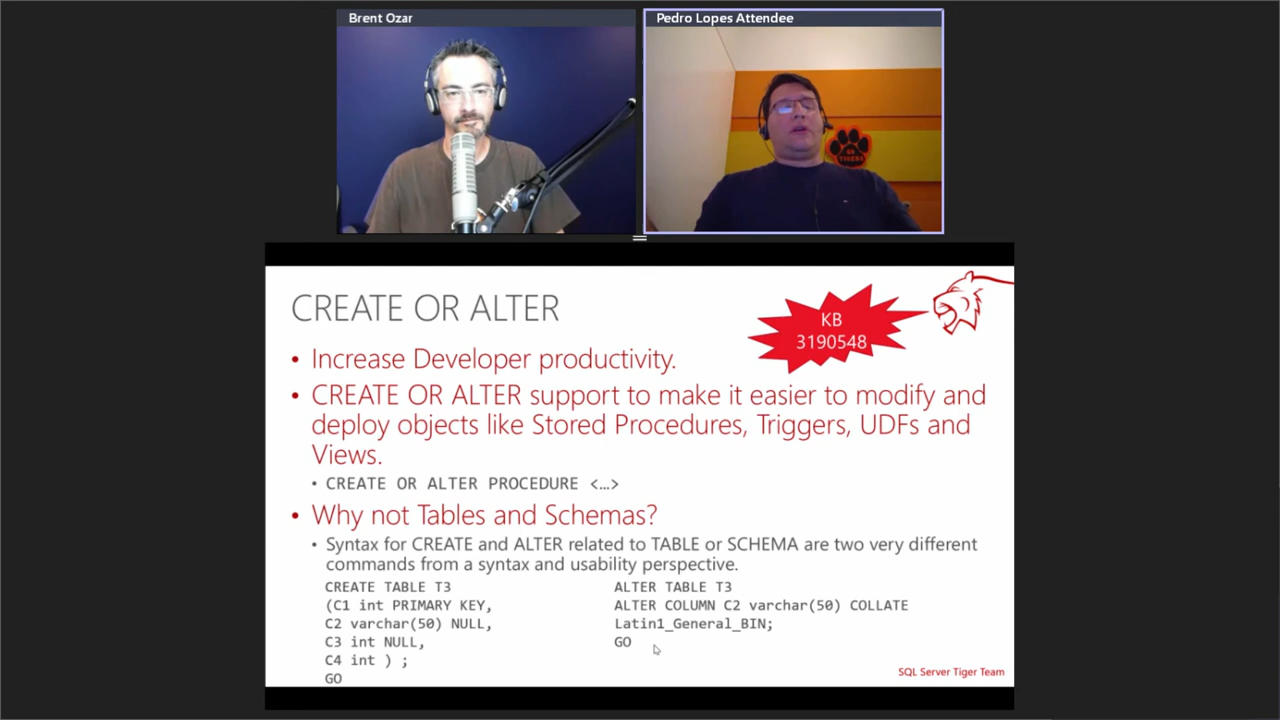 Brent Ozar
Pedro Lopes Attendee
GO
TIGERS
CREATE OR ALTER
KB
3190548
• Increase Developer productivity.
• CREATE OR ALTER support to make it easier to modify and
deploy objects like Stored Procedures, Triggers, UDFs and
Views.
• CREATE OR ALTER PROCEDURE <…>
• Why not Tables and Schemas?
• Syntax for CREATE and ALTER related to TABLE or SCHEMA are two very different
commands from a syntax and usability perspective.
CREATE TABLE T3
(C1 int PRIMARY KEY,
C2 varchar(50) NULL,
C3 int NULL,
C4 int ) ;
GO
ALTER TABLE T3
ALTER COLUMN C2 varchar(50) COLLATE
Latin1_General_BIN;
GO
SQL Server Tiger Team